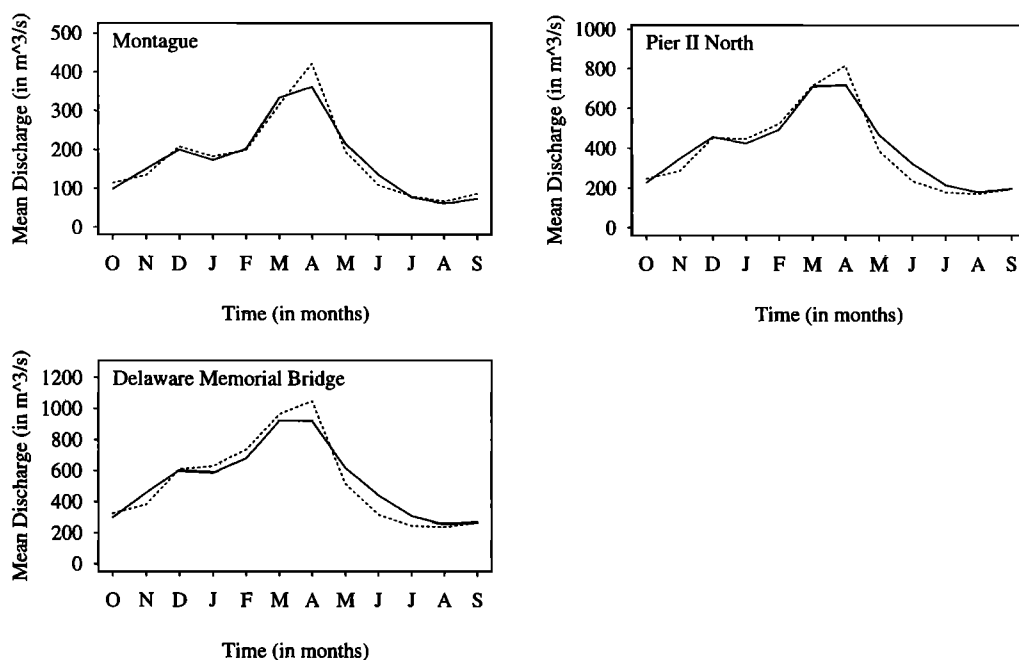 Montague
Mean Discharge (in m^3/s)
500
400
300
200
100
0
O N D J F M A M J J A S
Time (in months)
Pier II North
Mean Discharge (in m^3/s)
1000
800
600
400
200
0
O N D J F M A M J J A S
Time (in months)
Delaware Memorial Bridge
Mean Discharge (in m^3/s)
1200
1000
800
600
400
200
0
O N D J F M A M J J A S
Time (in months)